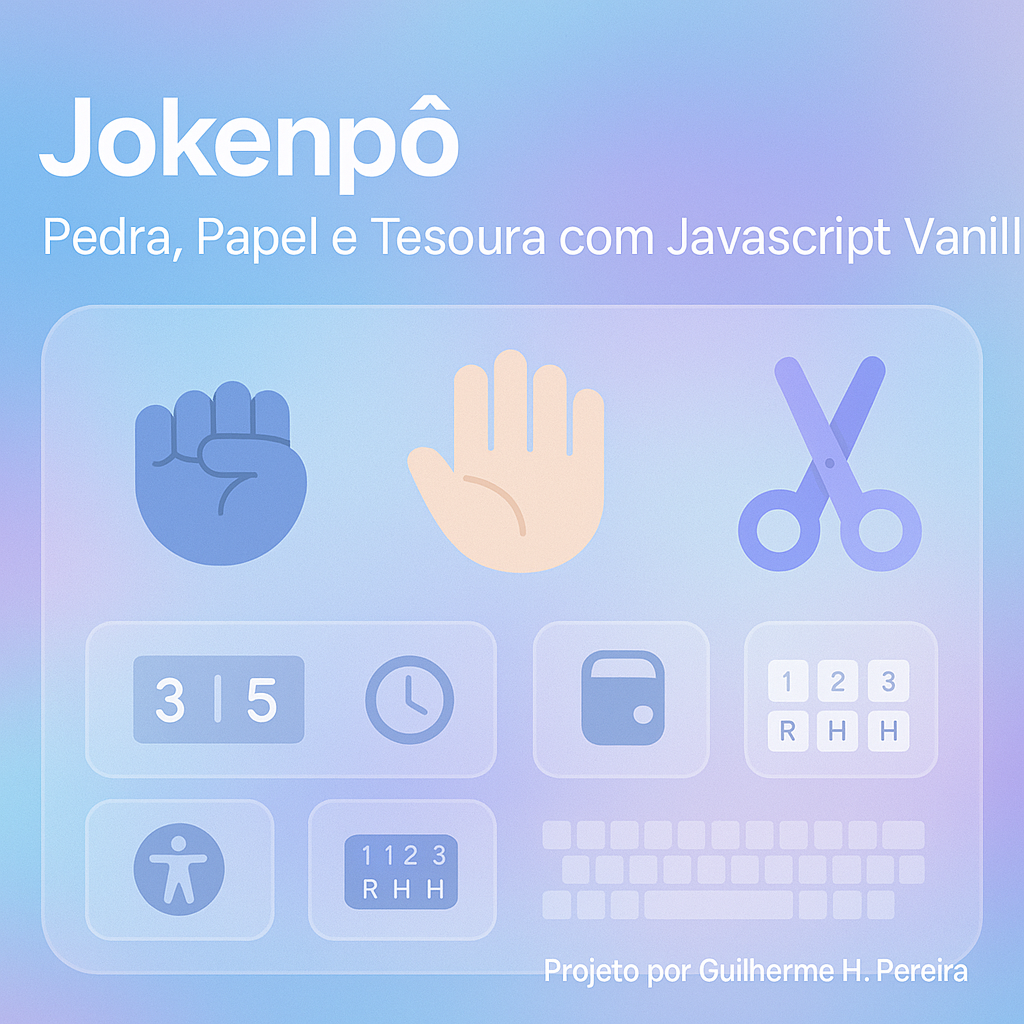 Jokenpô
Pedra, Papel e Tesoura com Javascript Vanill
3 | 5
1 2 3
R H H
1 1 2 3
R H H
Projeto por Guilherme H. Pereira